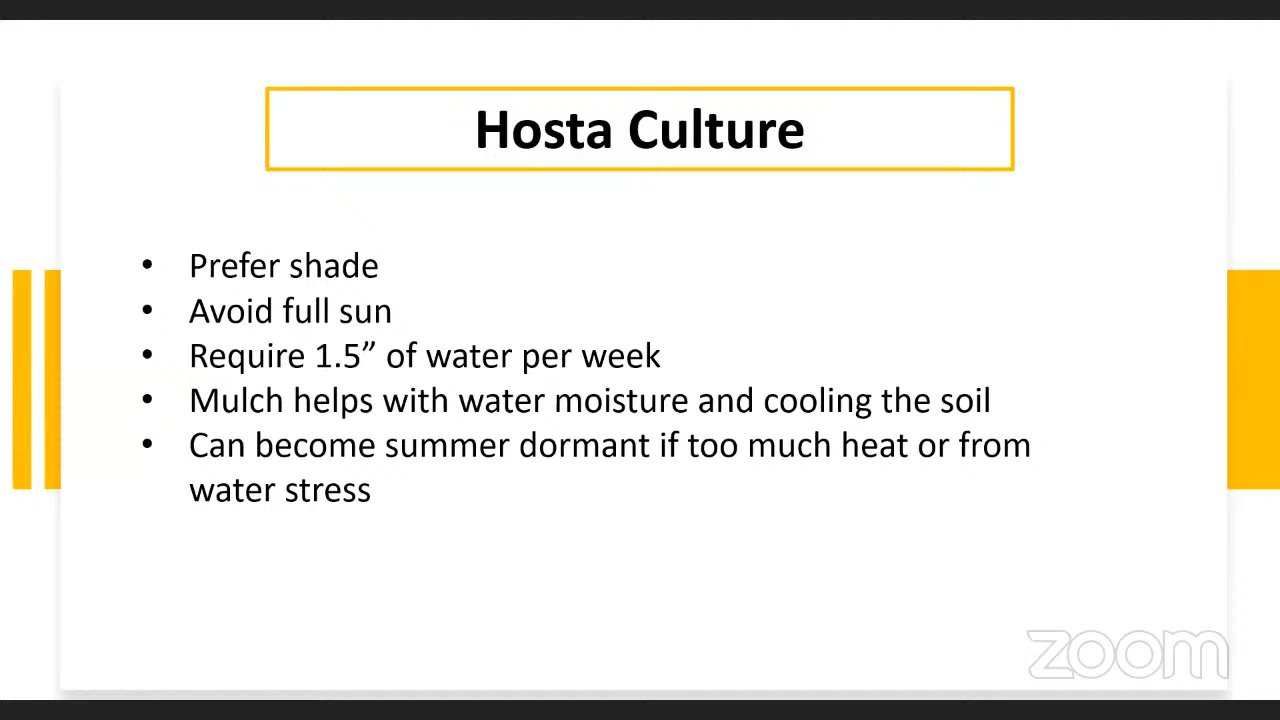 Hosta Culture
• Prefer shade
• Avoid full sun
• Require 1.5” of water per week
• Mulch helps with water moisture and cooling the soil
• Can become summer dormant if too much heat or from
water stress
zoom